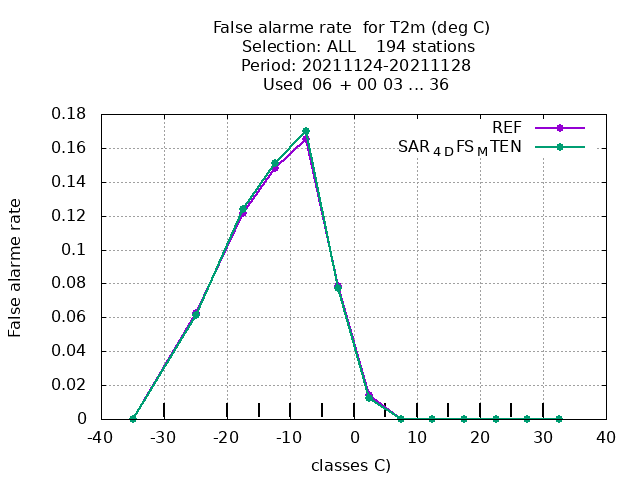 False alarme rate  for T2m (deg C)
Selection: ALL    194 stations
Period: 20211124-20211128
Used  06 + 00 03 ... 36
REF
SAR4DFSMTEN
False alarme rate
0.18
0.16
0.14
0.12
0.1
0.08
0.06
0.04
0.02
0
-40 -30 -20 -10 0 10 20 30 40
classes C)